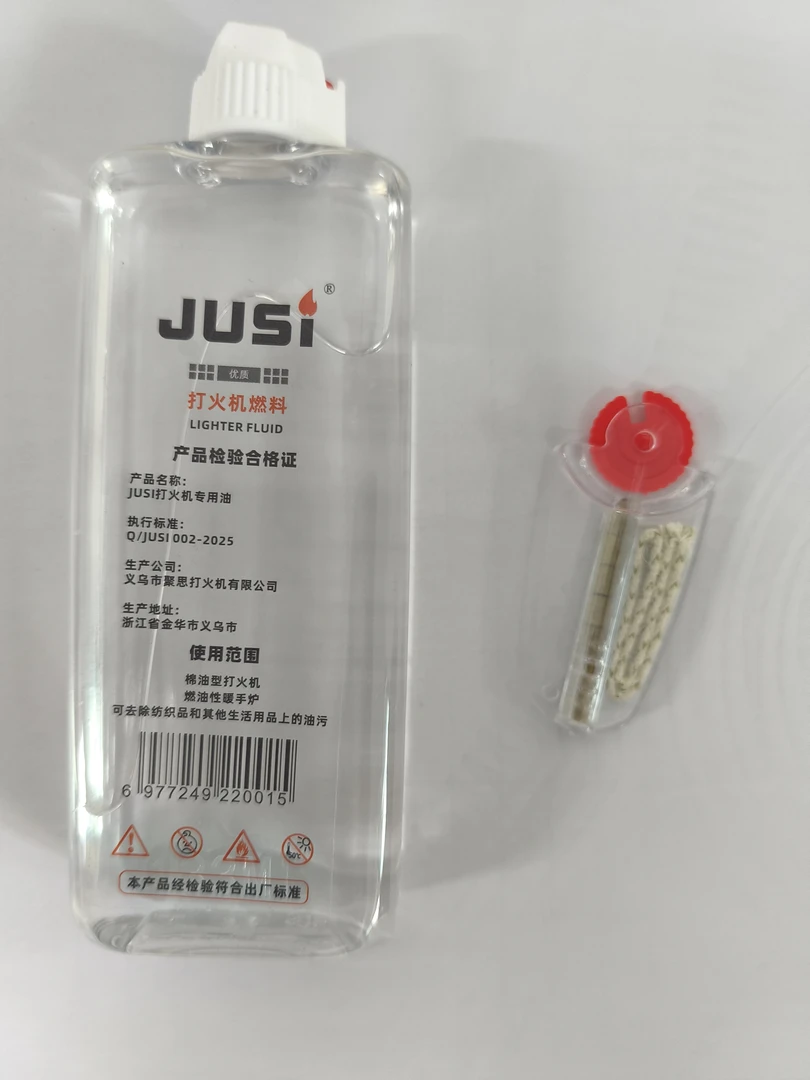 JUSi®
优质
打火机燃料
LIGHTER FLUID
产品检验合格证
产品名称：
JUSI打火机专用油
执行标准：
Q/JUSI 002-2025
生产公司：
义乌市聚思打火机有限公司
生产地址：
浙江省金华市义乌市
使用范围
棉油型打火机
燃油性暖手炉
可去除纺织品和其他生活用品上的油污
6 977249 220015
本产品经检验符合出厂标准